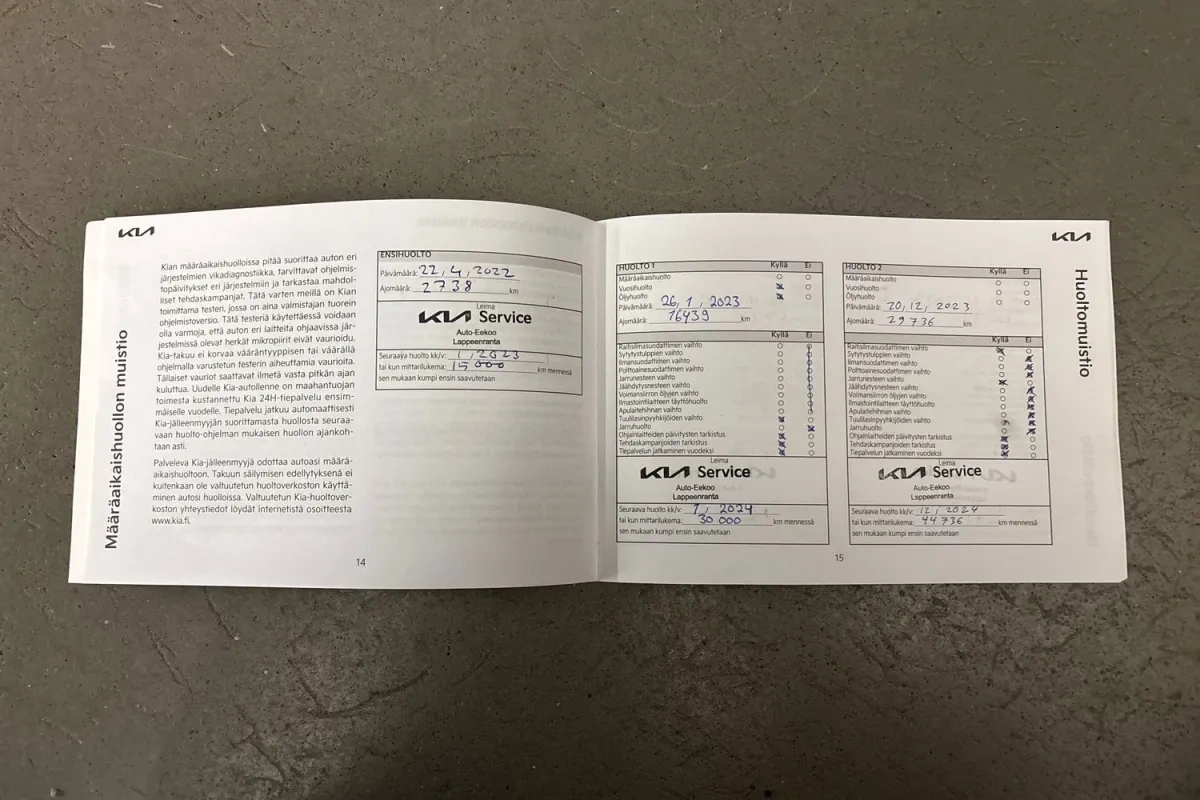 KIA
Määräaikaishuollon muistio
Kian määräaikaishuolloissa pitää suorittaa auton eri
järjestelmien vikadiagnostiikka, tarvittavat ohjelmis-
topäivitykset eri järjestelmiin ja tarkastaa mahdol-
liset tehdaskampanjat. Tätä varten meillä on Kian
toimittama testeri, jossa on aina valmistajan tuorein
ohjelmistoversio. Tätä testeriä käytettäessä voidaan
olla varmoja, että auton eri laitteita ohjaavissa jär-
jestelmissä olevat herkät mikropiirit eivät vaurioidu.
Kia-takuu ei korvaa vääräntyyppisen tai väärällä
ohjelmalla varustetun testerin aiheuttamia vaurioita.
Tällaiset vauriot saattavat ilmetä vasta pitkän ajan
kuluttua. Uudelle Kia-autollenne on maahantuojan
toimesta kustannettu Kia 24H-tiepalvelu ensim-
mäiselle vuodelle. Tiepalvelu jatkuu automaattisesti
Kia-jälleenmyyjän suorittamasta huollosta seuraa-
vaan huolto-ohjelman mukaisen huollon ajankoh-
taan asti.
Palveleva Kia-jälleenmyyjä odottaa autoasi määrä-
aikaishuoltoon. Takuun säilymisen edellytyksenä ei
kuitenkaan ole valtuutetun huoltoverkoston käyttä-
minen autosi huolloissa. Valtuutetun Kia-huoltover-
koston yhteystiedot löydät internetistä osoitteesta
www.kia.fi.
ENSIHUOLTO
Päivämäärä: 22, 4, 2022
Ajomäärä: 2738 km
Leima
KIA Service
Auto-Eekoo
Lappeenranta
Seuraava huolto kk/v: 1, 2023
tai kun mittarilukema: 15 000 km mennessä
sen mukaan kumpi ensin saavutetaan
14
KIA
Huoltomuistio
HUOLTO 1 Kyllä Ei
Määräaikaishuolto
Vuosihuolto
Öljyhuolto
Päivämäärä: 26, 1, 2023
Ajomäärä: 16439 km
Kyllä Ei
Raitisilmasuodattimen vaihto
Sytytystulppien vaihto
Ilmansuodattimen vaihto
Polttoainesuodattimen vaihto
Jarrunesteen vaihto
Jäähdytysnesteen vaihto
Voimansiirron öljyjen vaihto
Ilmastointilaitteen täyttöhuolto
Apulaitehihnan vaihto
Tuulilasinpyyhkijöiden vaihto
Jarruhuolto
Ohjainlaitteiden päivitysten tarkistus
Tehdaskampanjoiden tarkistus
Tiepalvelun jatkaminen vuodeksi
Leima
KIA Service
Auto-Eekoo
Lappeenranta
Seuraava huolto kk/v: 1, 2024
tai kun mittarilukema: 30 000 km mennessä
sen mukaan kumpi ensin saavutetaan
HUOLTO 2 Kyllä Ei
Määräaikaishuolto
Vuosihuolto
Öljyhuolto
Päivämäärä: 20, 12, 2023
Ajomäärä: 29736 km
Kyllä Ei
Raitisilmasuodattimen vaihto
Sytytystulppien vaihto
Ilmansuodattimen vaihto
Polttoainesuodattimen vaihto
Jarrunesteen vaihto
Jäähdytysnesteen vaihto
Voimansiirron öljyjen vaihto
Ilmastointilaitteen täyttöhuolto
Apulaitehihnan vaihto
Tuulilasinpyyhkijöiden vaihto
Jarruhuolto
Ohjainlaitteiden päivitysten tarkistus
Tehdaskampanjoiden tarkistus
Tiepalvelun jatkaminen vuodeksi
Leima
KIA Service
Auto-Eekoo
Lappeenranta
Seuraava huolto kk/v: 12, 2024
tai kun mittarilukema: 44736 km mennessä
sen mukaan kumpi ensin saavutetaan
15